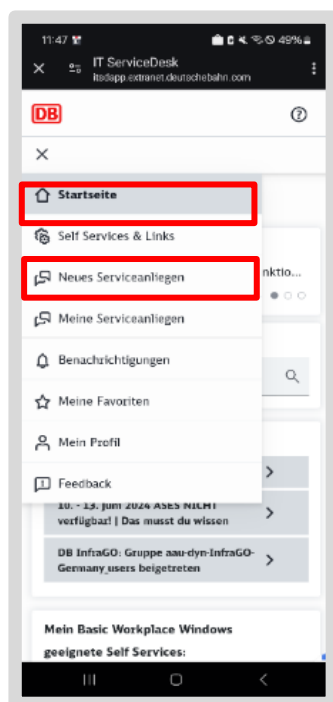 11:47
49%
IT ServiceDesk
itsdapp.extranet.deutschebahn.com
DB
Startseite
Self Services & Links
Neues Serviceanliegen
nktio...
Meine Serviceanliegen
Benachrichtigungen
Meine Favoriten
Mein Profil
Feedback
10. - 13. Juni 2024 ASES NICHT
verfügbar! | Das musst du wissen
DB InfraGO: Gruppe aau-dyn-InfraGO-
Germany_users beigetreten
Mein Basic Workplace Windows
geeignete Self Services: